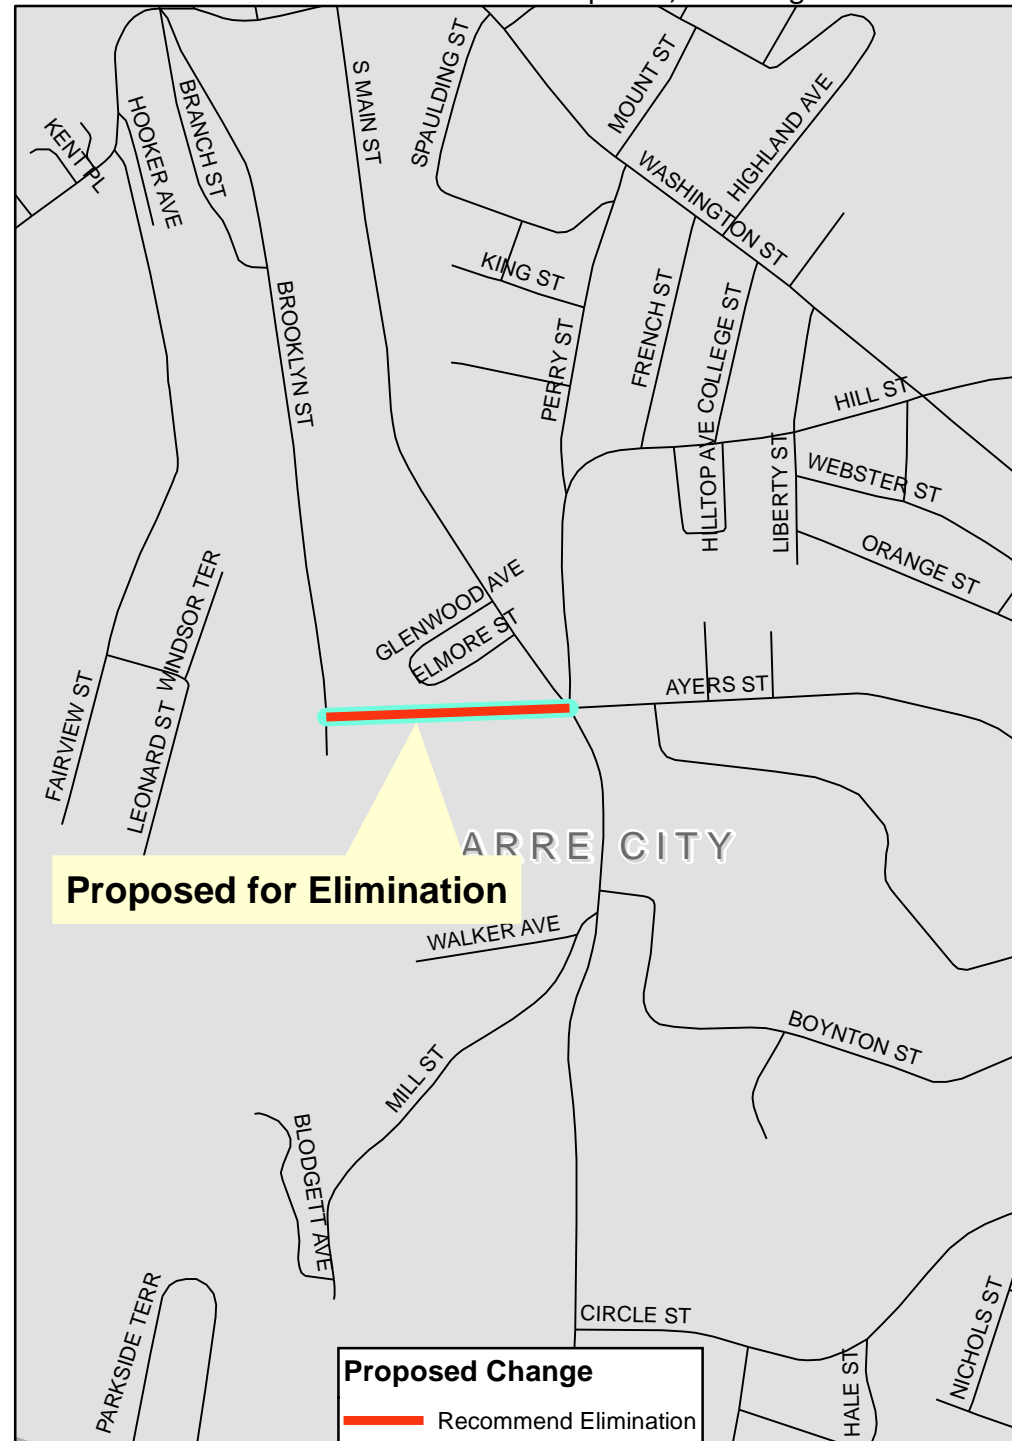 SPAULDING ST
MOUNT ST
S MAIN ST
HIGHLAND AVE
BRANCH ST
HOOKER AVE
KENT PL
WASHINGTON ST
KING ST
BROOKLYN ST
FRENCH ST
COLLEGE ST
PERRY ST
HILL ST
HILLTOP AVE
LIBERTY ST
WEBSTER ST
ORANGE ST
GLENWOOD AVE
ELMORE ST
WINDSOR TER
AYERS ST
FAIRVIEW ST
LEONARD ST
ARRE CITY
Proposed for Elimination
WALKER AVE
BOYNTON ST
MILL ST
BLODGETT AVE
PARKSIDE TERR
CIRCLE ST
NICHOLS ST
HALE ST
Proposed Change
Recommend Elimination